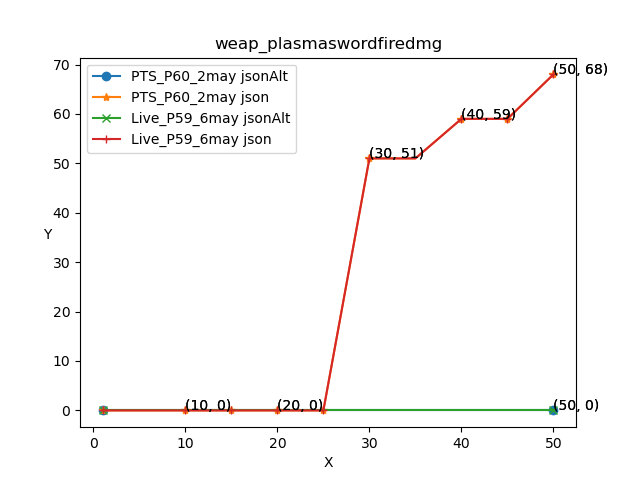 weap_plasmaswordfiredmg
PTS_P60_2may jsonAlt
PTS_P60_2may json
Live_P59_6may jsonAlt
Live_P59_6may json
70
60
50
40
30
20
10
0
Y
(50, 68)
(40, 59)
(30, 51)
(10, 0)
(20, 0)
(50, 0)
0
10
20
30
40
50
X